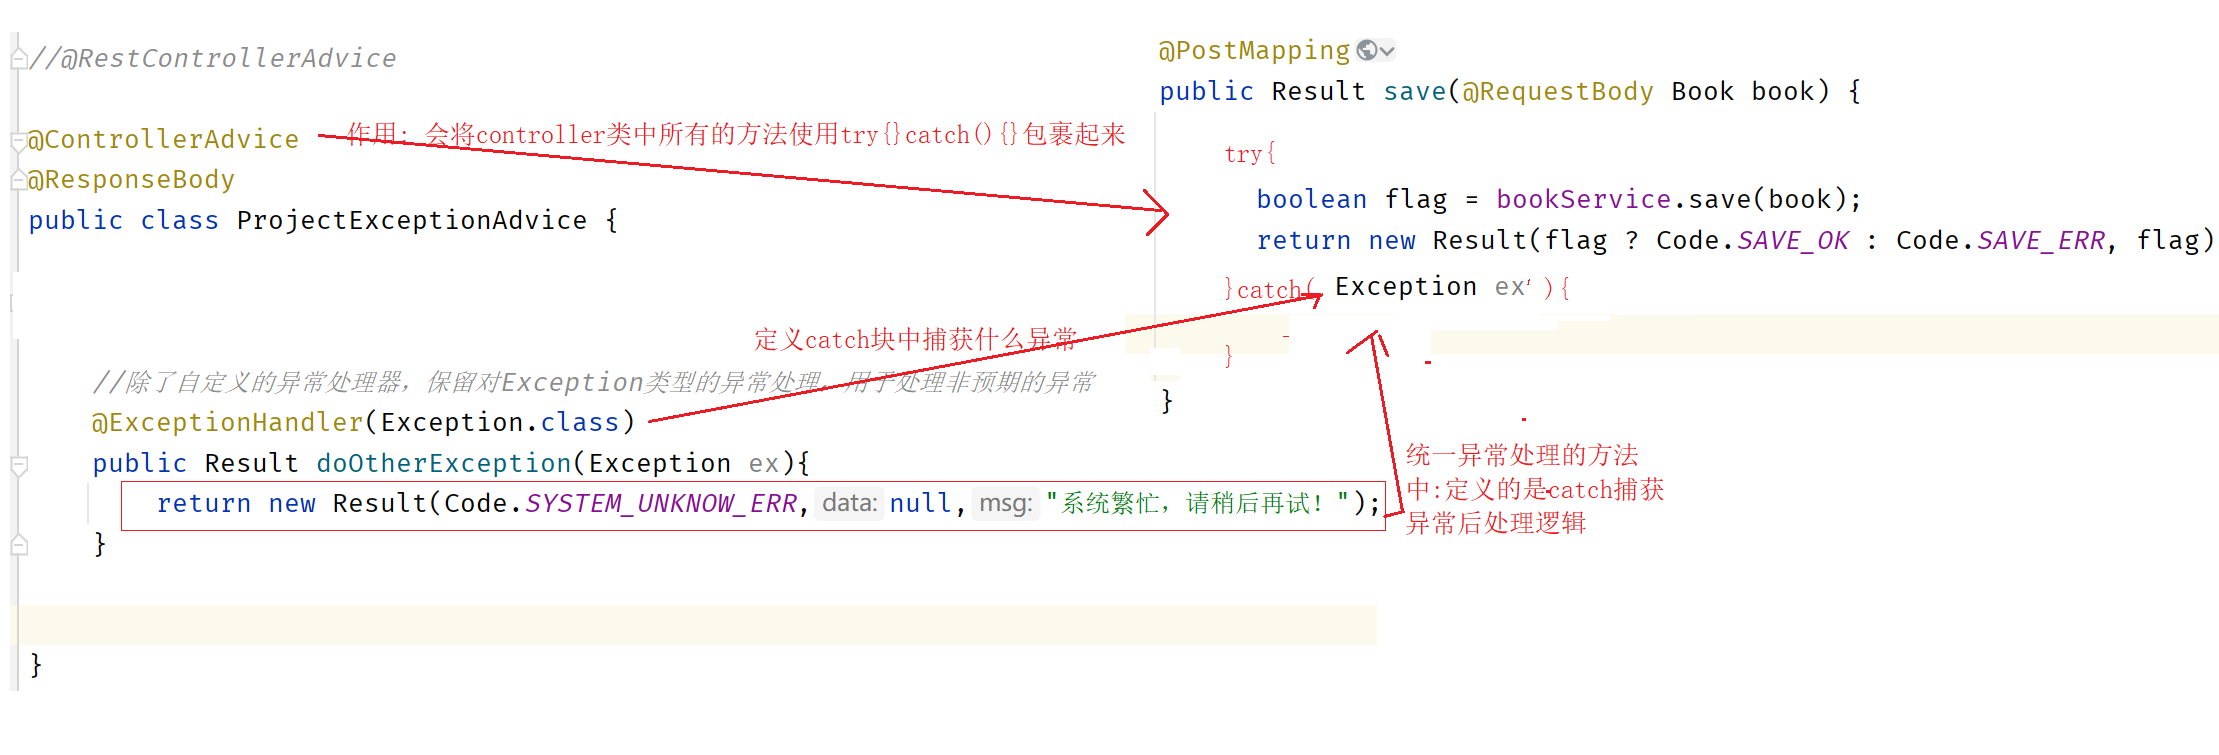 //@RestControllerAdvice
@ControllerAdvice
作用: 会将controller类中所有的方法使用try{}catch(){}包裹起来
@ResponseBody
public class ProjectExceptionAdvice {
定义catch块中捕获什么异常
//除了自定义的异常处理器，保留对Exception类型的异常处理，用于处理非预期的异常
@ExceptionHandler(Exception.class)
public Result doOtherException(Exception ex){
return new Result(Code.SYSTEM_UNKNOW_ERR, data: null, msg: "系统繁忙，请稍后再试！");
}
}
@PostMapping
public Result save(@RequestBody Book book) {
try{
boolean flag = bookService.save(book);
return new Result(flag ? Code.SAVE_OK : Code.SAVE_ERR, flag)
}catch( Exception ex ){
}
}
统一异常处理的方法
中:定义的是catch捕获
异常后处理逻辑